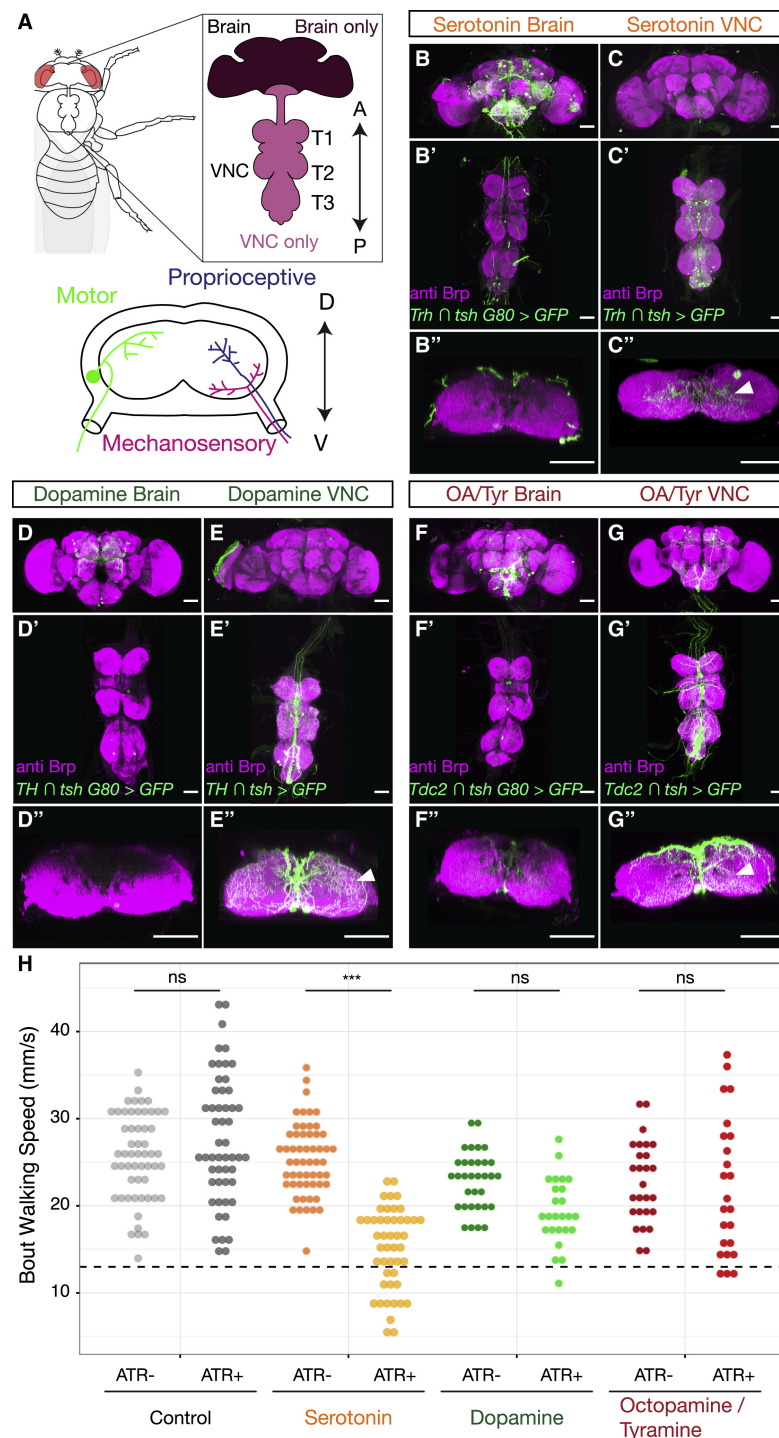 A
Brain
Brain only
A
T1
VNC
T2
T3
VNC only
P
Proprioceptive
Motor
D
Mechanosensory
V
Serotonin Brain
Serotonin VNC
B
C
B'
C'
anti Brp
Trh ∩ tsh G80 > GFP
anti Brp
Trh ∩ tsh > GFP
B"
C"
Dopamine Brain
Dopamine VNC
OA/Tyr Brain
OA/Tyr VNC
D
E
F
G
D'
E'
F'
G'
anti Brp
TH ∩ tsh G80 > GFP
anti Brp
TH ∩ tsh > GFP
anti Brp
Tdc2 ∩ tsh G80 > GFP
anti Brp
Tdc2 ∩ tsh > GFP
D"
E"
F"
G"
H
ns
***
ns
ns
Bout Walking Speed (mm/s)
40
30
20
10
ATR-
ATR+
ATR-
ATR+
ATR-
ATR+
ATR-
ATR+
Control
Serotonin
Dopamine
Octopamine /
Tyramine